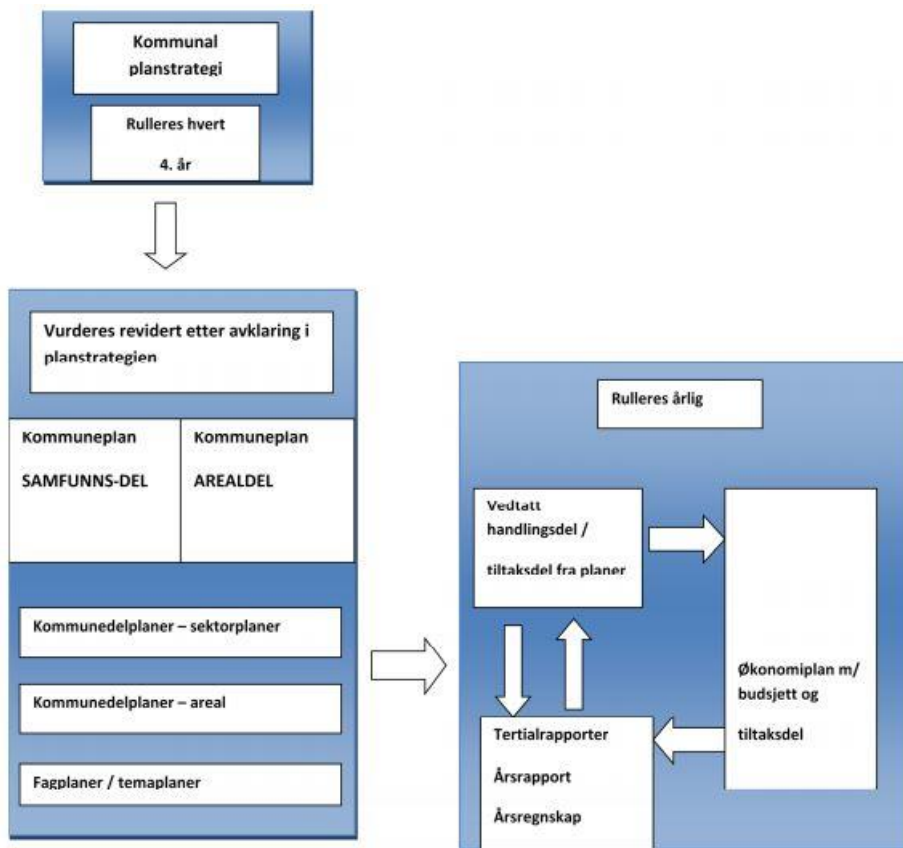 Kommunal
planstrategi
Rulleres hvert
4. år
Vurderes revidert etter avklaring i
planstrategien
Kommuneplan
SAMFUNNS-DEL
Kommuneplan
AREALDEL
Kommunedelplaner – sektorplaner
Kommunedelplaner – areal
Fagplaner / temaplaner
Rulleres årlig
Vedtatt
handlingsdel /
tiltaksdel fra planer
Økonomiplan m/
budsjett og
tiltaksdel
Tertialrapporter
Årsrapport
Årsregnskap